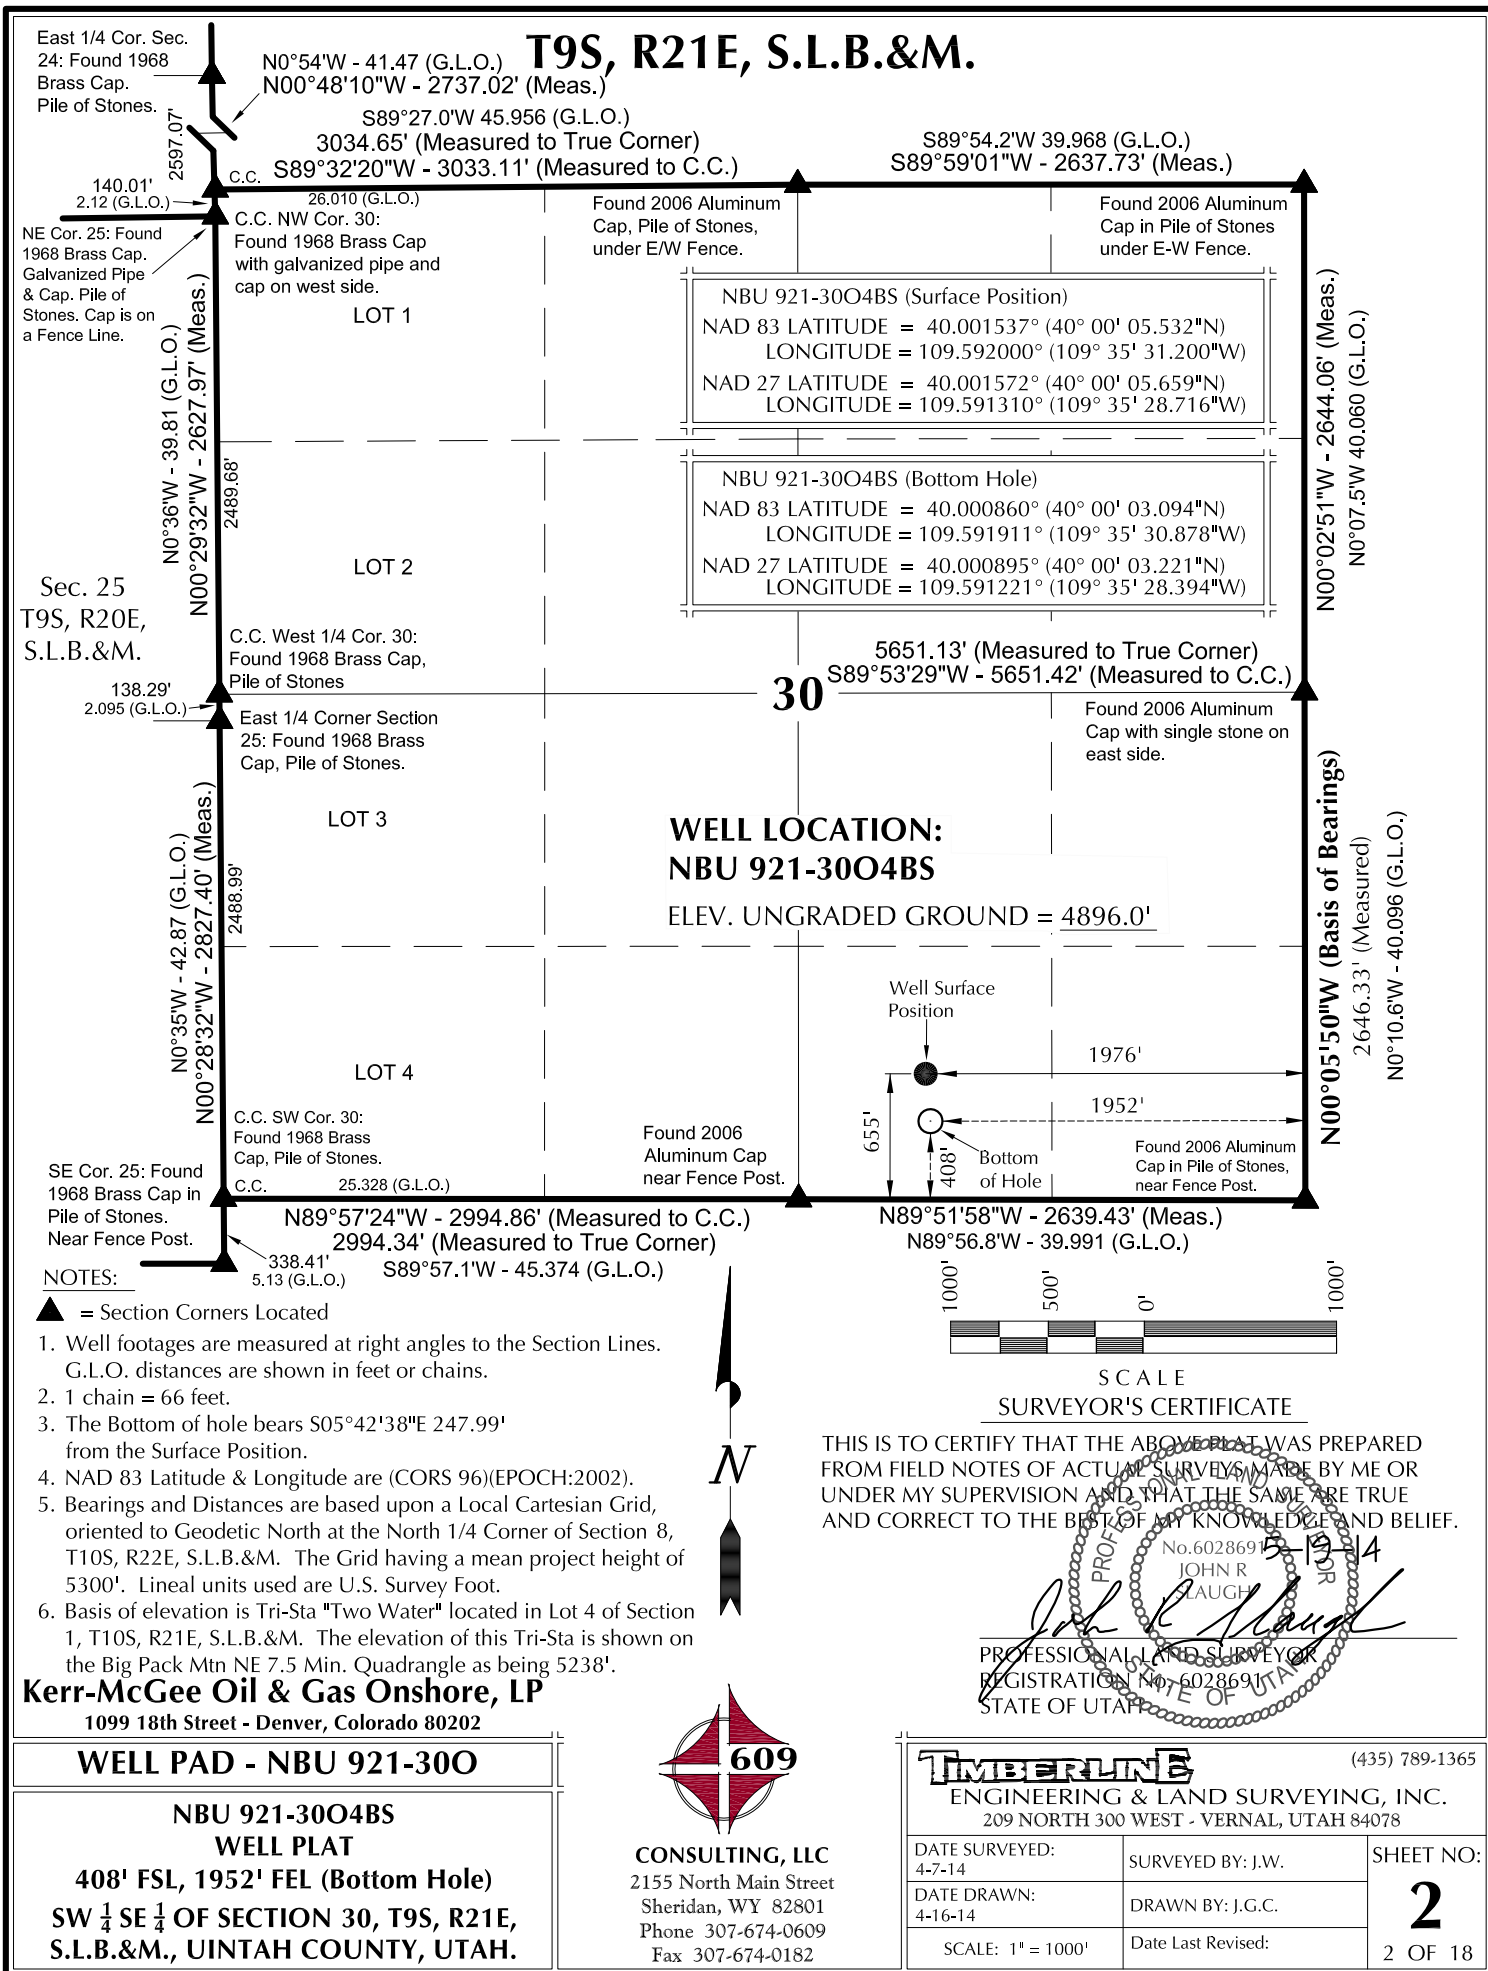 T9S, R21E, S.L.B.&M.
East 1/4 Cor. Sec.
24: Found 1968
Brass Cap.
Pile of Stones.
N0°54'W - 41.47 (G.L.O.)
N00°48'10"W - 2737.02' (Meas.)
2597.07'
S89°27.0'W 45.956 (G.L.O.)
3034.65' (Measured to True Corner)
S89°32'20"W - 3033.11' (Measured to C.C.)
S89°54.2'W 39.968 (G.L.O.)
S89°59'01"W - 2637.73' (Meas.)
140.01'
2.12 (G.L.O.)
C.C.
26.010 (G.L.O.)
NE Cor. 25: Found
1968 Brass Cap.
Galvanized Pipe
& Cap. Pile of
Stones. Cap is on
a Fence Line.
C.C. NW Cor. 30:
Found 1968 Brass Cap
with galvanized pipe and
cap on west side.
Found 2006 Aluminum
Cap, Pile of Stones,
under E/W Fence.
Found 2006 Aluminum
Cap in Pile of Stones
under E-W Fence.
LOT 1
NBU 921-30O4BS (Surface Position)
NAD 83 LATITUDE = 40.001537° (40° 00' 05.532"N)
LONGITUDE = 109.592000° (109° 35' 31.200"W)
NAD 27 LATITUDE = 40.001572° (40° 00' 05.659"N)
LONGITUDE = 109.591310° (109° 35' 28.716"W)
N0°36'W - 39.81 (G.L.O.)
N00°29'32"W - 2627.97' (Meas.)
2489.68'
N00°02'51"W - 2644.06' (Meas.)
N0°07.5'W 40.060 (G.L.O.)
NBU 921-30O4BS (Bottom Hole)
NAD 83 LATITUDE = 40.000860° (40° 00' 03.094"N)
LONGITUDE = 109.591911° (109° 35' 30.878"W)
NAD 27 LATITUDE = 40.000895° (40° 00' 03.221"N)
LONGITUDE = 109.591221° (109° 35' 28.394"W)
LOT 2
Sec. 25
T9S, R20E,
S.L.B.&M.
C.C. West 1/4 Cor. 30:
Found 1968 Brass Cap,
Pile of Stones
5651.13' (Measured to True Corner)
S89°53'29"W - 5651.42' (Measured to C.C.)
30
138.29'
2.095 (G.L.O.)
East 1/4 Corner Section
25: Found 1968 Brass
Cap, Pile of Stones.
Found 2006 Aluminum
Cap with single stone on
east side.
LOT 3
WELL LOCATION:
NBU 921-30O4BS
ELEV. UNGRADED GROUND = 4896.0'
N0°35'W - 42.87 (G.L.O.)
N00°28'32"W - 2827.40' (Meas.)
2488.99'
N00°05'50"W (Basis of Bearings)
2646.33' (Measured)
N0°10.6'W - 40.096 (G.L.O.)
Well Surface
Position
1976'
1952'
655'
408'
Bottom
of Hole
LOT 4
C.C. SW Cor. 30:
Found 1968 Brass
Cap, Pile of Stones.
C.C.
25.328 (G.L.O.)
Found 2006
Aluminum Cap
near Fence Post.
Found 2006 Aluminum
Cap in Pile of Stones,
near Fence Post.
SE Cor. 25: Found
1968 Brass Cap in
Pile of Stones.
Near Fence Post.
N89°57'24"W - 2994.86' (Measured to C.C.)
2994.34' (Measured to True Corner)
S89°57.1'W - 45.374 (G.L.O.)
N89°51'58"W - 2639.43' (Meas.)
N89°56.8'W - 39.991 (G.L.O.)
338.41'
5.13 (G.L.O.)
NOTES:
= Section Corners Located
1. Well footages are measured at right angles to the Section Lines.
G.L.O. distances are shown in feet or chains.
2. 1 chain = 66 feet.
3. The Bottom of hole bears S05°42'38"E 247.99'
from the Surface Position.
4. NAD 83 Latitude & Longitude are (CORS 96)(EPOCH:2002).
5. Bearings and Distances are based upon a Local Cartesian Grid,
oriented to Geodetic North at the North 1/4 Corner of Section 8,
T10S, R22E, S.L.B.&M. The Grid having a mean project height of
5300'. Lineal units used are U.S. Survey Foot.
6. Basis of elevation is Tri-Sta "Two Water" located in Lot 4 of Section
1, T10S, R21E, S.L.B.&M. The elevation of this Tri-Sta is shown on
the Big Pack Mtn NE 7.5 Min. Quadrangle as being 5238'.
N
1000'
500'
0'
1000'
SCALE
SURVEYOR'S CERTIFICATE
THIS IS TO CERTIFY THAT THE ABOVE PLAT WAS PREPARED
FROM FIELD NOTES OF ACTUAL SURVEYS MADE BY ME OR
UNDER MY SUPERVISION AND THAT THE SAME ARE TRUE
AND CORRECT TO THE BEST OF MY KNOWLEDGE AND BELIEF.
PROFESSIONAL LAND SURVEYOR
No.6028691
JOHN R
SLAUGH
STATE OF UTAH
5-19-14
John R Slaugh
PROFESSIONAL LAND SURVEYOR
REGISTRATION No. 6028691
STATE OF UTAH
Kerr-McGee Oil & Gas Onshore, LP
1099 18th Street - Denver, Colorado 80202
WELL PAD - NBU 921-30O
NBU 921-30O4BS
WELL PLAT
408' FSL, 1952' FEL (Bottom Hole)
SW 1/4 SE 1/4 OF SECTION 30, T9S, R21E,
S.L.B.&M., UINTAH COUNTY, UTAH.
609
CONSULTING, LLC
2155 North Main Street
Sheridan, WY 82801
Phone 307-674-0609
Fax 307-674-0182
TIMBERLINE
(435) 789-1365
ENGINEERING & LAND SURVEYING, INC.
209 NORTH 300 WEST - VERNAL, UTAH 84078
DATE SURVEYED:
4-7-14
SURVEYED BY: J.W.
DATE DRAWN:
4-16-14
DRAWN BY: J.G.C.
SCALE: 1" = 1000'
Date Last Revised:
SHEET NO:
2
2 OF 18